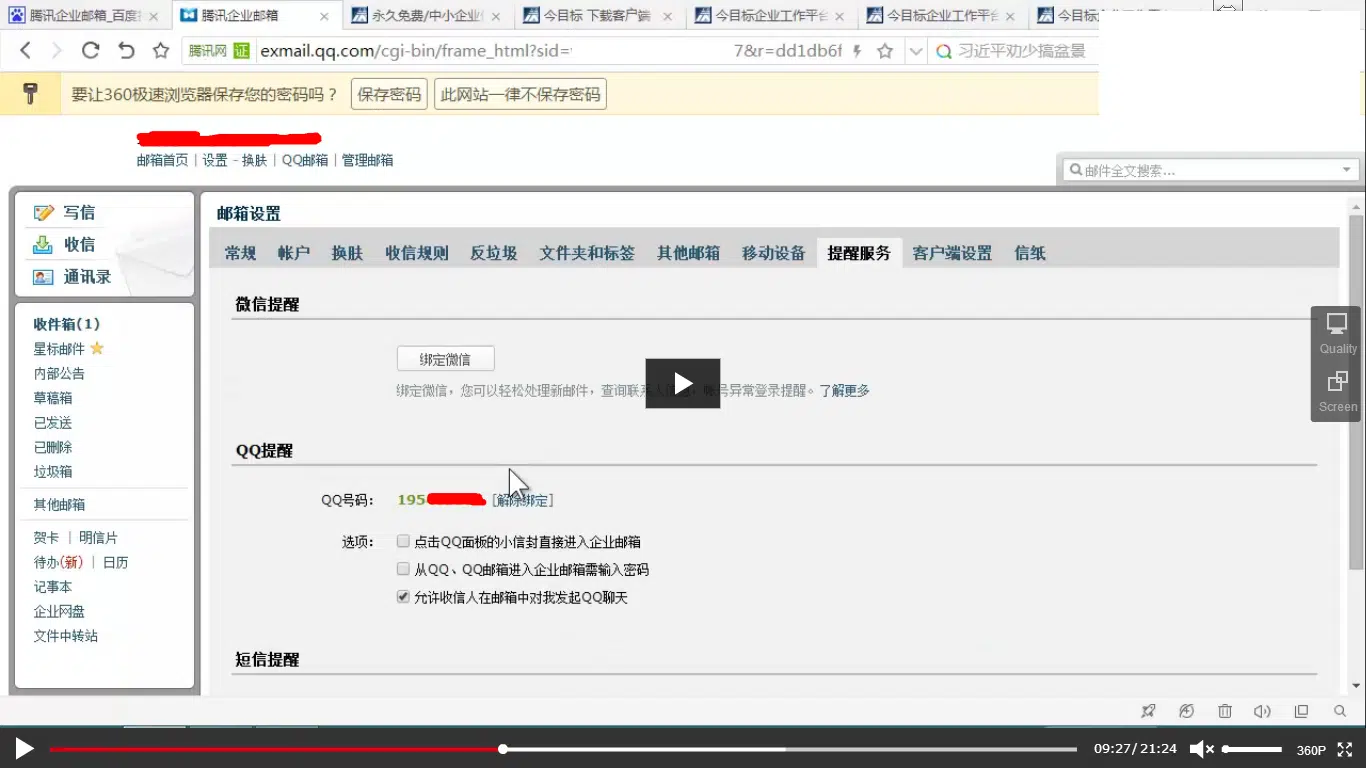 腾讯企业邮箱_百度
腾讯企业邮箱
永久免费/中小企业
今目标 下载客户端
今目标企业工作平台
今目标企业工作平台
今目标
腾讯网 证 exmail.qq.com/cgi-bin/frame_html?sid= 7&r=dd1db6f 习近平劝少搞盆景
要让360极速浏览器保存您的密码吗？ 保存密码 此网站一律不保存密码
邮箱首页 | 设置 - 换肤 | QQ邮箱 | 管理邮箱
邮件全文搜索...
写信
收信
通讯录
收件箱(1)
星标邮件
内部公告
草稿箱
已发送
已删除
垃圾箱
其他邮箱
贺卡 | 明信片
待办(新) | 日历
记事本
企业网盘
文件中转站
邮箱设置
常规 帐户 换肤 收信规则 反垃圾 文件夹和标签 其他邮箱 移动设备 提醒服务 客户端设置 信纸
微信提醒
绑定微信
绑定微信，您可以轻松处理新邮件，查询联系人 号异常登录提醒。了解更多
QQ提醒
QQ号码： 195 [解除绑定]
选项： 点击QQ面板的小信封直接进入企业邮箱
从QQ、QQ邮箱进入企业邮箱需输入密码
允许收信人在邮箱中对我发起QQ聊天
短信提醒
Quality
Screen
09:27/21:24 360P